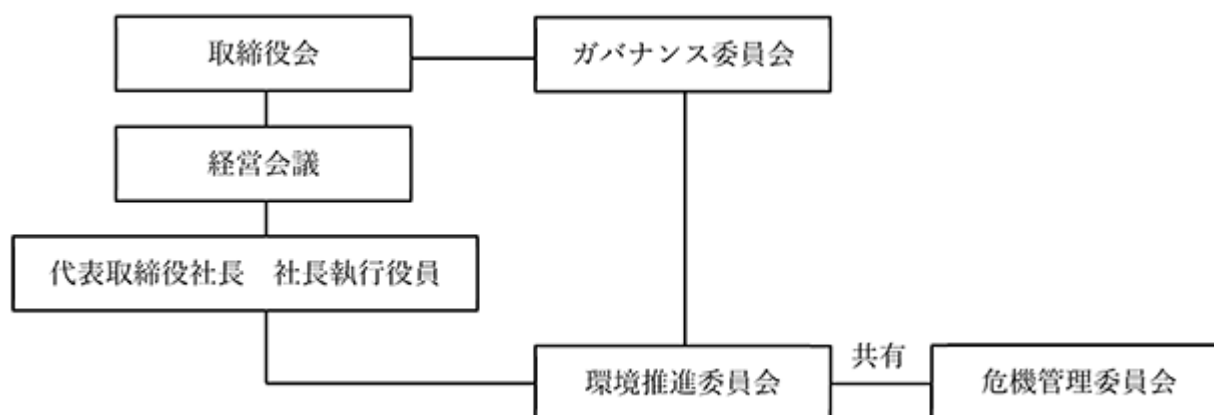 取締役会
ガバナンス委員会
経営会議
代表取締役社長　社長執行役員
環境推進委員会
共有
危機管理委員会